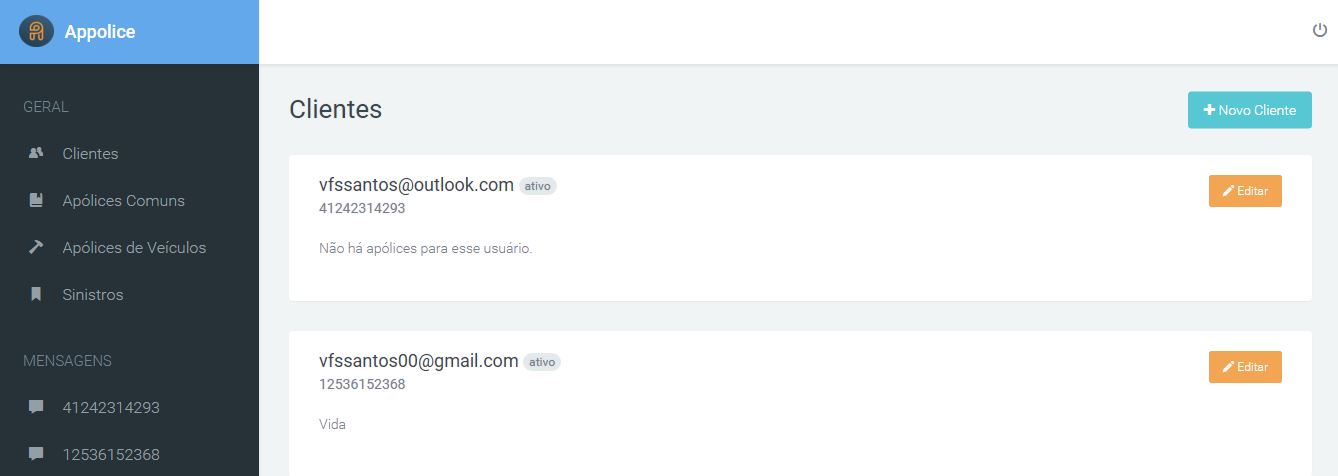 Appolice
GERAL
Clientes
Apólices Comuns
Apólices de Veículos
Sinistros
MENSAGENS
41242314293
12536152368
Clientes
Novo Cliente
vfssantos@outlook.com ativo
Editar
41242314293
Não há apólices para esse usuário.
vfssantos00@gmail.com ativo
Editar
12536152368
Vida